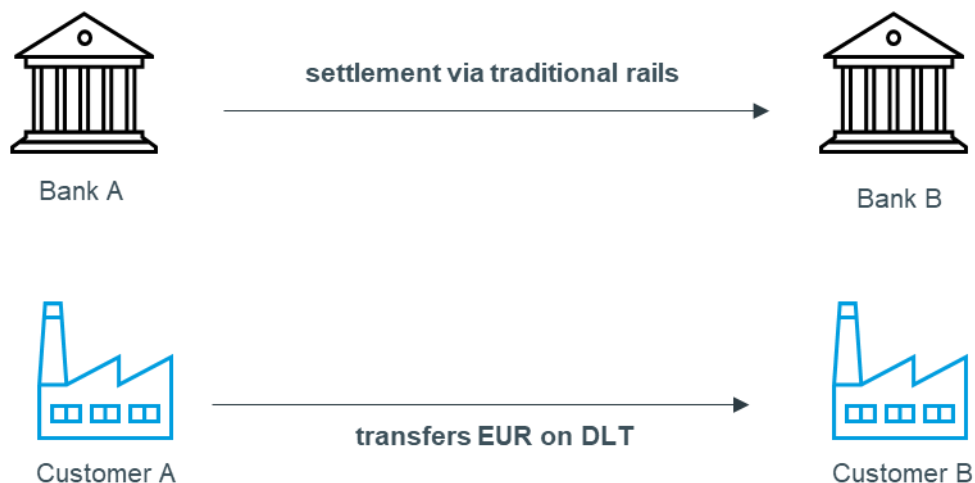 settlement via traditional rails
Bank A
Bank B
transfers EUR on DLT
Customer A
Customer B